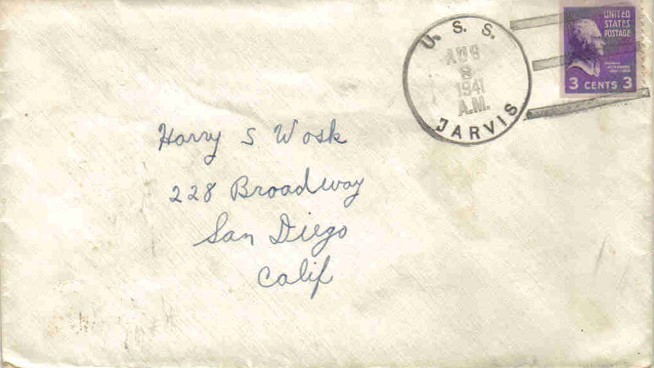 U. S. S.
AUG
8
1941
A.M.
JARVIS
UNITED
STATES
POSTAGE
3 CENTS 3
Harry S Wosk
228 Broadway
San Diego
Calif